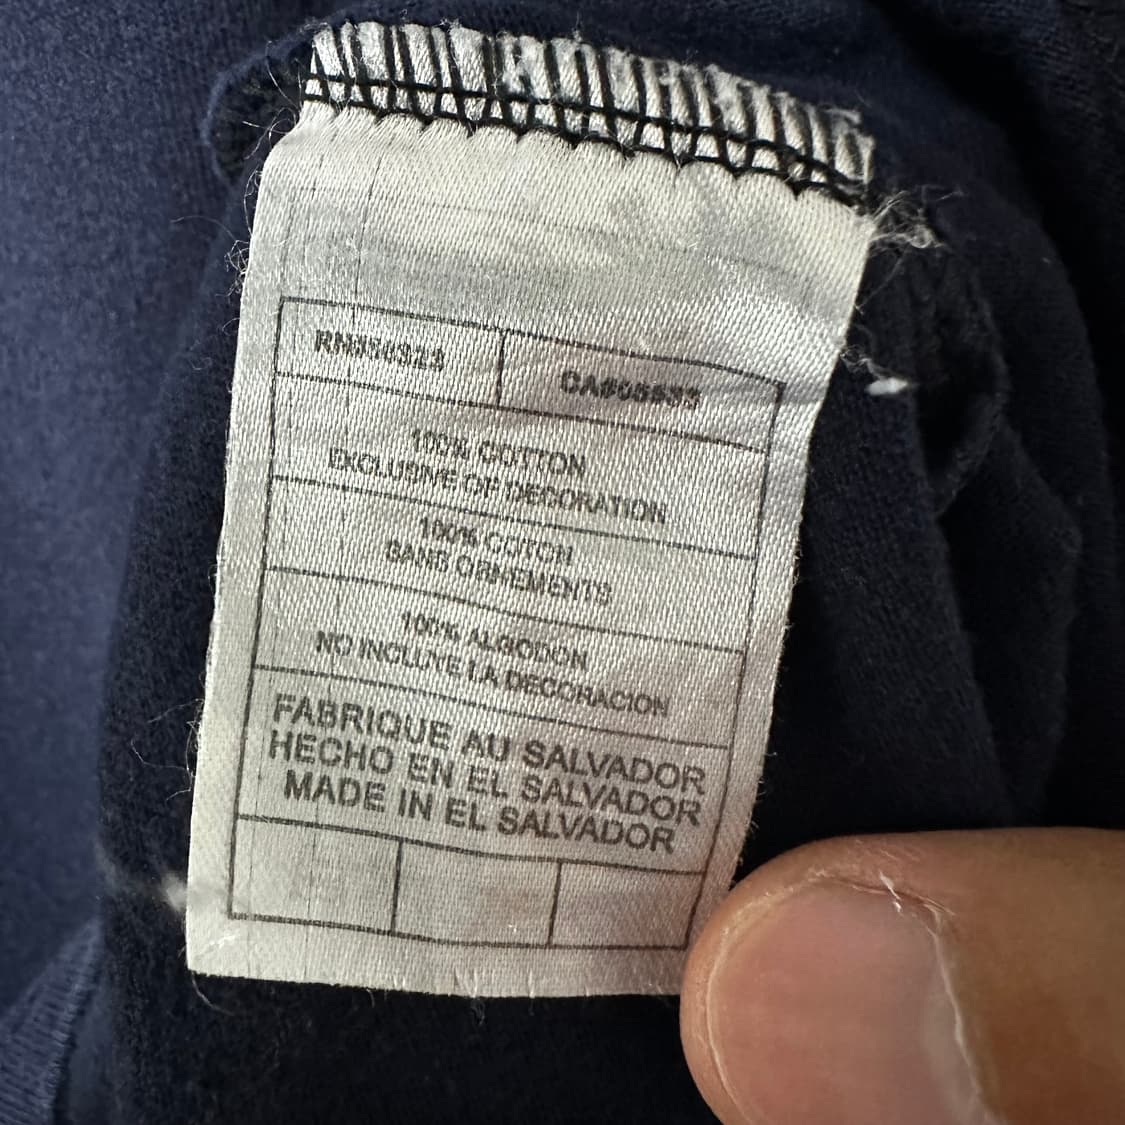 100% COTTON
EXCLUSIVE OF DECORATION
100% COTON
SANS ORNEMENTS
100% ALGODON
NO INCLUYE LA DECORACION
FABRIQUE AU SALVADOR
HECHO EN EL SALVADOR
MADE IN EL SALVADOR